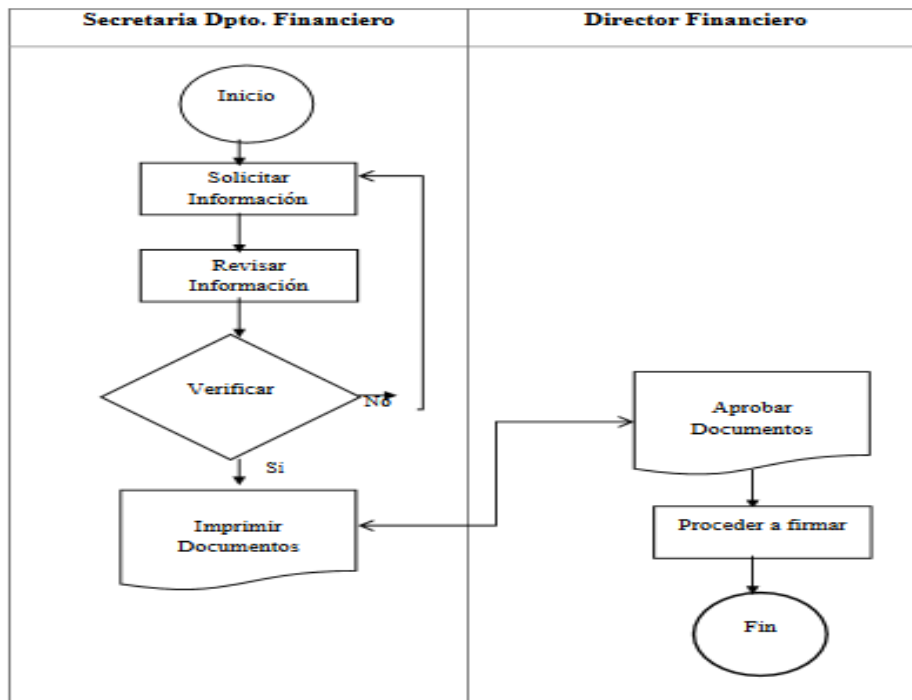 Secretaria Dpto. Financiero
Director Financiero
Inicio
Solicitar
Información
Revisar
Información
Verificar
No
Si
Imprimir
Documentos
Aprobar
Documentos
Proceder a firmar
Fin